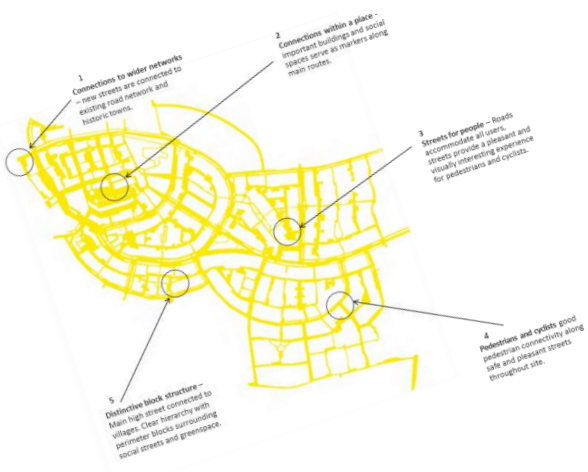 1
Connections to wider networks
– new streets are connected to
existing road network and
historic towns.
2
Connections within a place -
important buildings and social
spaces serve as markers along
main routes.
3
Streets for people – Roads
accommodate all users,
streets provide a pleasant and
visually interesting experience
for pedestrians and cyclists.
4
Pedestrians and cyclists good
pedestrian connectivity along
safe and pleasant streets
throughout site.
5
Distinctive block structure –
Main high street connected to
villages. Clear hierarchy with
perimeter blocks surrounding
social streets and greenspace.